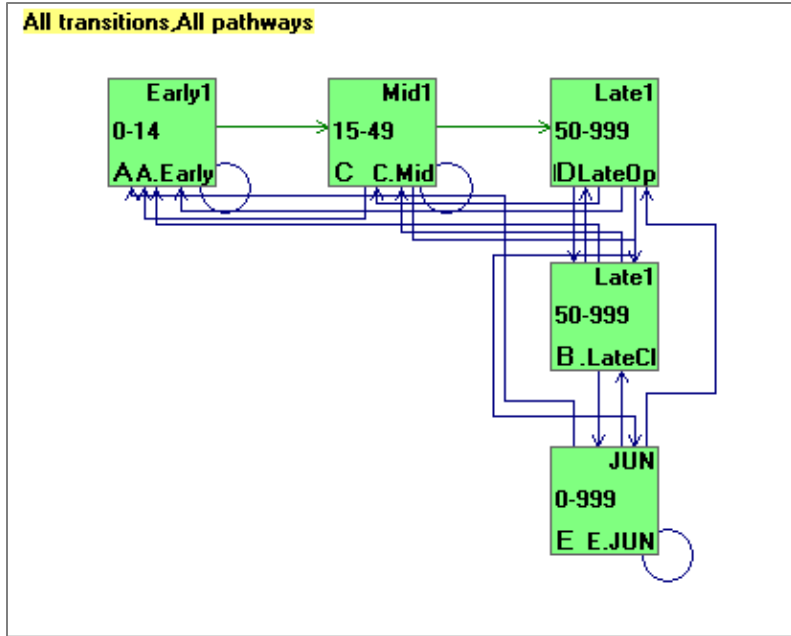 All transitions,All pathways
Early1
0-14
A A.Early
Mid1
15-49
C C.Mid
Late1
50-999
D LateOp
Late1
50-999
B .LateCl
JUN
0-999
E E.JUN